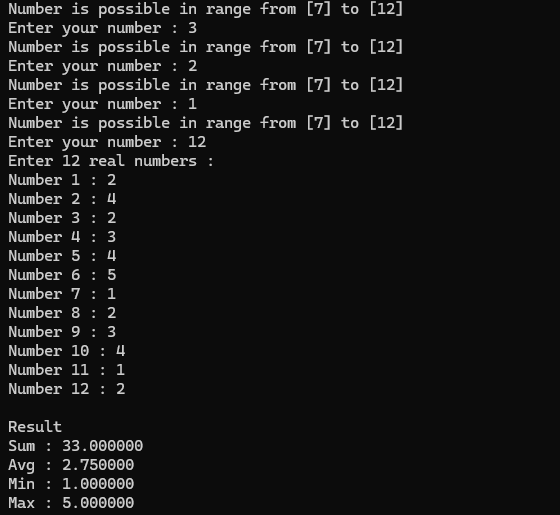 Number is possible in range from [7] to [12]
Enter your number : 3
Number is possible in range from [7] to [12]
Enter your number : 2
Number is possible in range from [7] to [12]
Enter your number : 1
Number is possible in range from [7] to [12]
Enter your number : 12
Enter 12 real numbers :
Number 1 : 2
Number 2 : 4
Number 3 : 2
Number 4 : 3
Number 5 : 4
Number 6 : 5
Number 7 : 1
Number 8 : 2
Number 9 : 3
Number 10 : 4
Number 11 : 1
Number 12 : 2
Result
Sum : 33.000000
Avg : 2.750000
Min : 1.000000
Max : 5.000000